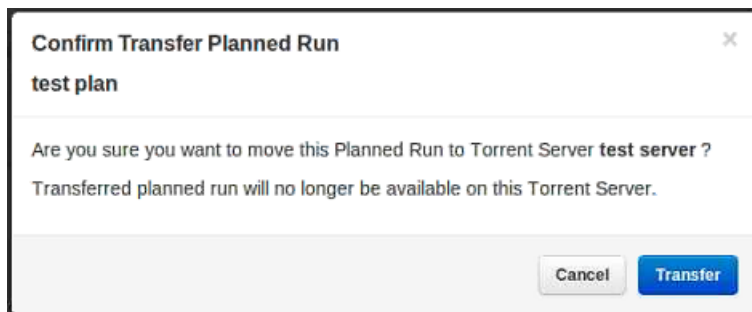 Confirm Transfer Planned Run
test plan
Are you sure you want to move this Planned Run to Torrent Server test server ?
Transferred planned run will no longer be available on this Torrent Server.
Cancel Transfer